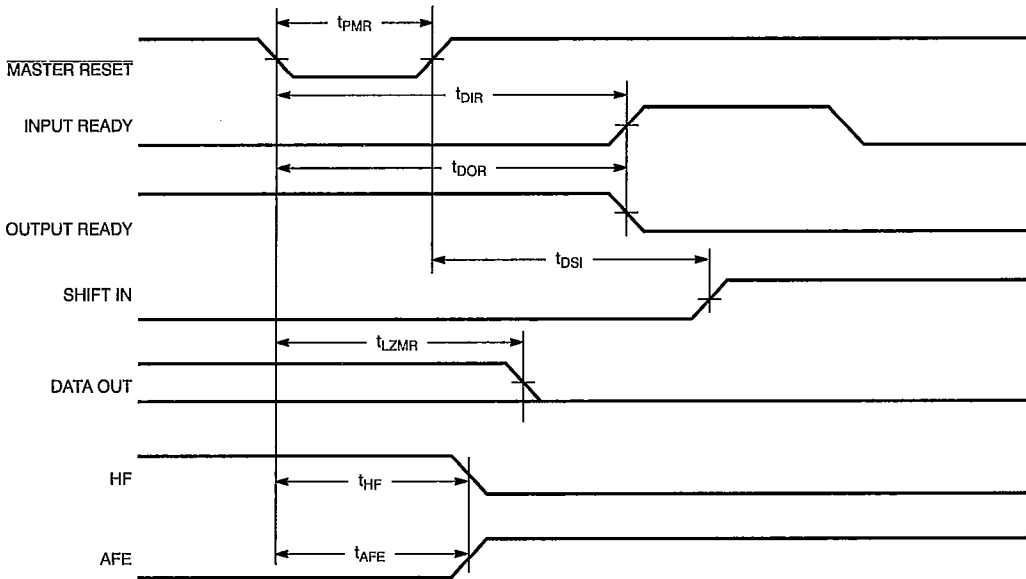 tPMR
MASTER RESET
tDIR
INPUT READY
tDOR
OUTPUT READY
tDSI
SHIFT IN
tLZMR
DATA OUT
HF
tHF
AFE
tAFE